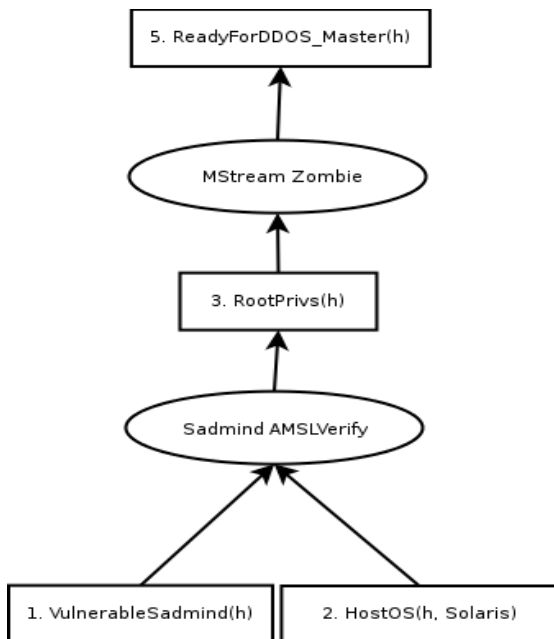 5. ReadyForDDOS_Master(h)
MStream Zombie
3. RootPrivs(h)
Sadmind AMSLVerify
1. VulnerableSadmind(h)
2. HostOS(h, Solaris)